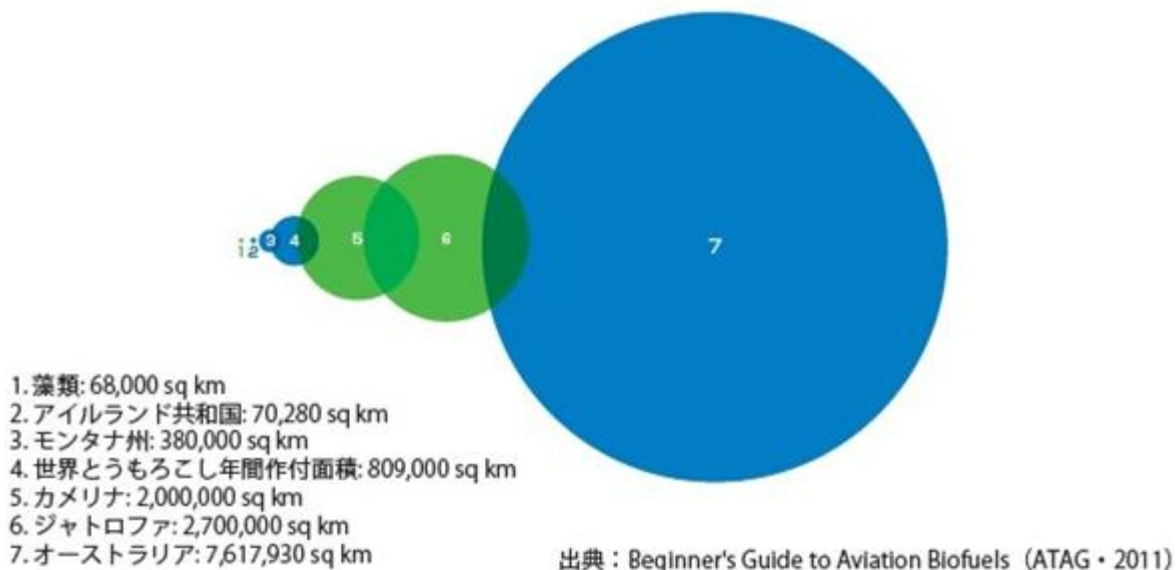 1
2
3
4
5
6
7
1. 藻類: 68,000 sq km
2. アイルランド共和国: 70,280 sq km
3. モンタナ州: 380,000 sq km
4. 世界とうもろこし年間作付面積: 809,000 sq km
5. カメリナ: 2,000,000 sq km
6. ジャトロファ: 2,700,000 sq km
7. オーストラリア: 7,617,930 sq km
出典：Beginner's Guide to Aviation Biofuels（ATAG・2011）